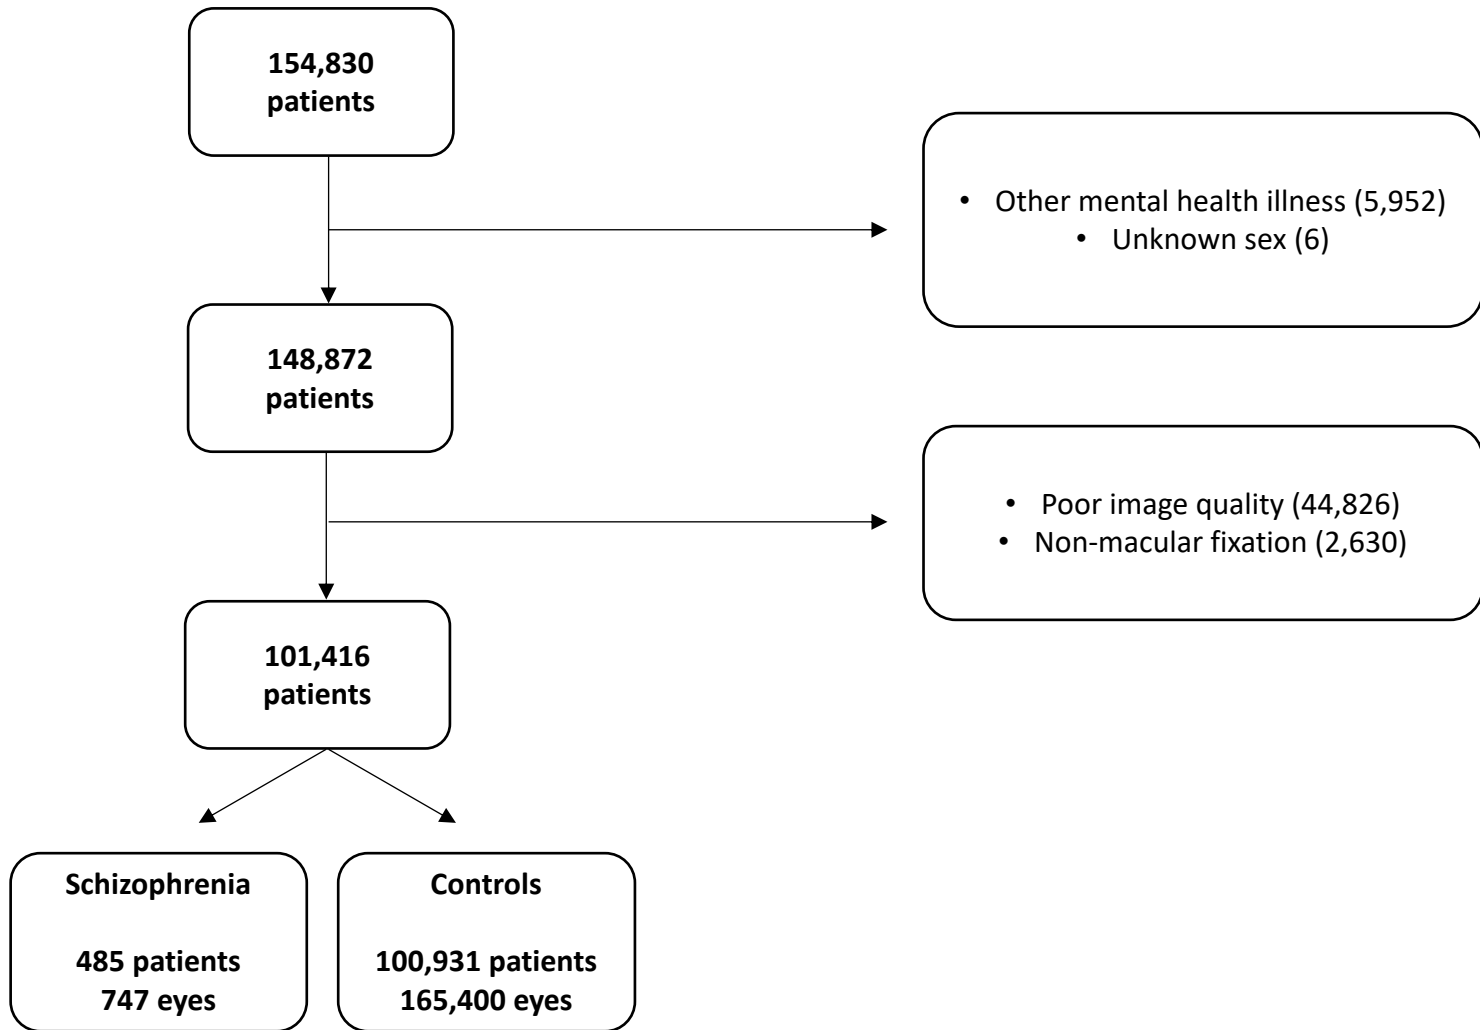 154,830
patients
• Other mental health illness (5,952)
• Unknown sex (6)
148,872
patients
• Poor image quality (44,826)
• Non-macular fixation (2,630)
101,416
patients
Schizophrenia
485 patients
747 eyes
Controls
100,931 patients
165,400 eyes